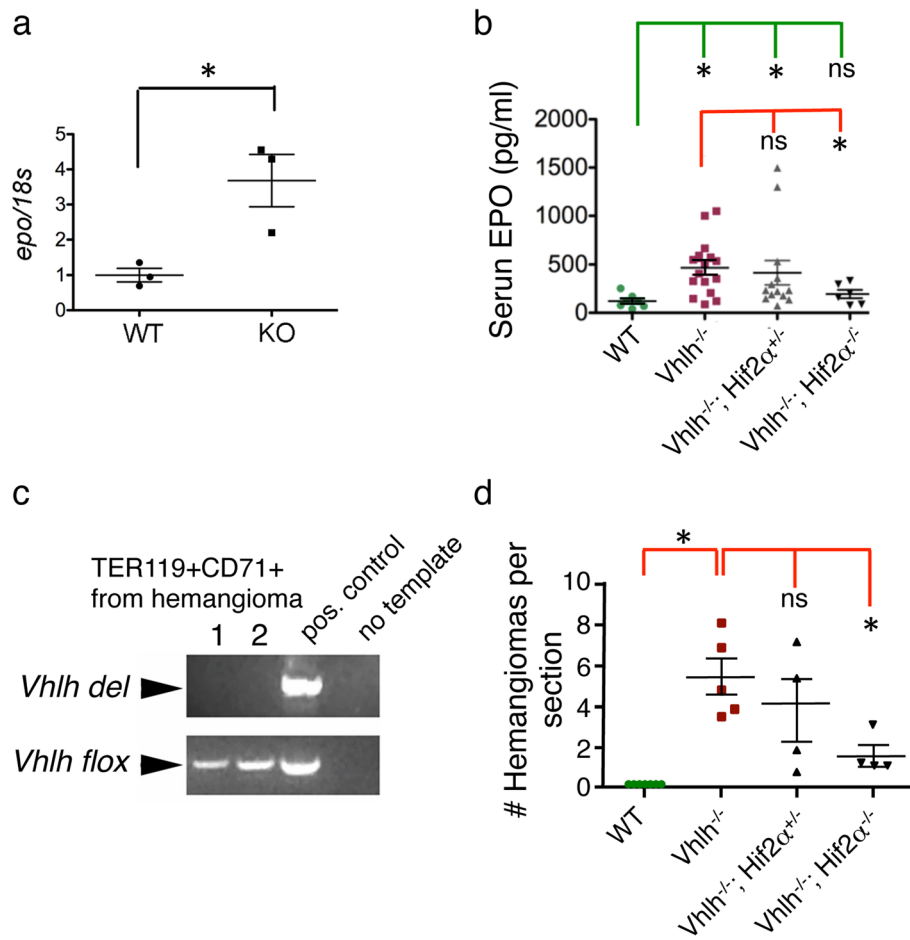 a
*
epo/18s
5
4
3
2
1
0
WT
KO
b
*
*
ns
ns
*
Serun EPO (pg/ml)
2000
1500
1000
500
0
WT
Vhlh-/-
Vhlh-/-; Hif2α+/-
Vhlh-/-; Hif2α-/-
c
TER119+CD71+
from hemangioma
1 2 pos. control no template
Vhlh del
Vhlh flox
d
*
ns
*
# Hemangiomas per
section
10
8
6
4
2
0
WT
Vhlh-/-
Vhlh-/-; Hif2α+/-
Vhlh-/-; Hif2α-/-